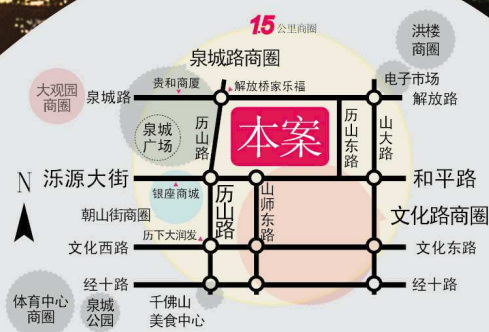 1.5公里商圈
洪楼
商圈
泉城路商圈
电子市场
大观园
商圈
贵和商厦
解放桥家乐福
泉城路
解放路
泉城
广场
历山路
本案
历山东路
山大路
N
泺源大街
和平路
银座商城
历山路
山师东路
朝山街商圈
文化路商圈
历下大润发
文化西路
文化东路
经十路
经十路
体育中心
商圈
泉城
公园
千佛山
美食中心